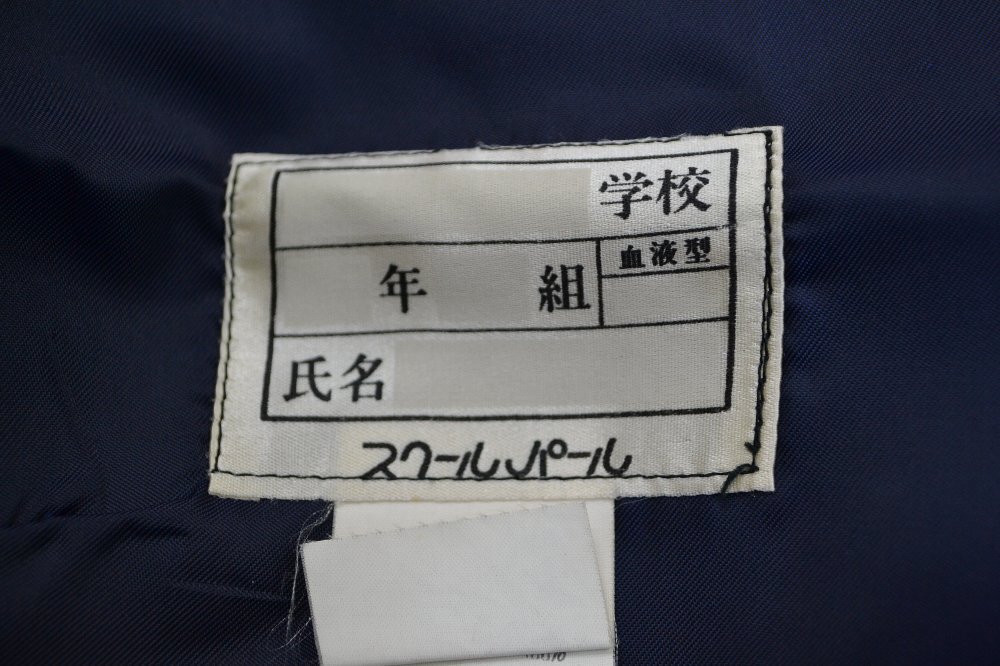 学校
年 組 血液型
氏名
スクールパール